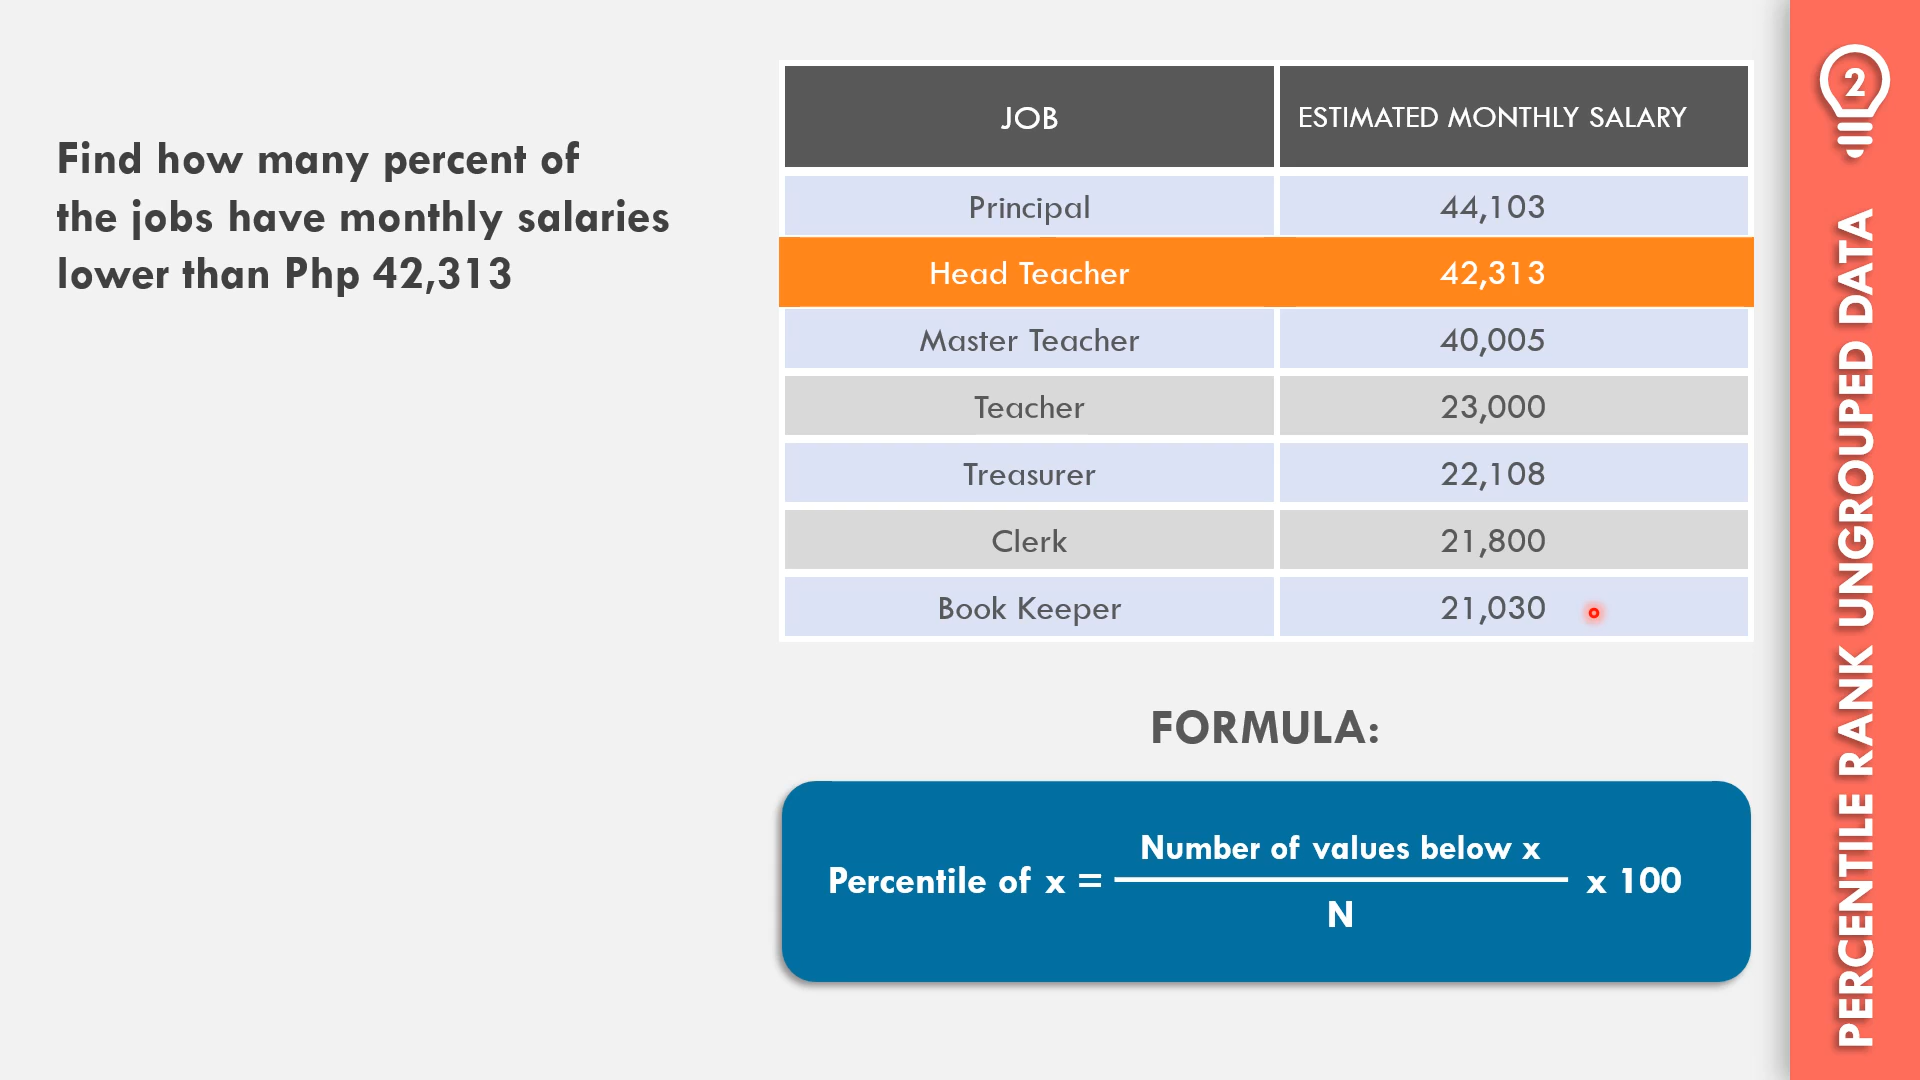 Find how many percent of
the jobs have monthly salaries
lower than Php 42,313
JOB ESTIMATED MONTHLY SALARY
Principal 44,103
Head Teacher 42,313
Master Teacher 40,005
Teacher 23,000
Treasurer 22,108
Clerk 21,800
Book Keeper 21,030
FORMULA:
Number of values below x
Percentile of x = x 100
N
2
PERCENTILE RANK UNGROUPED DATA